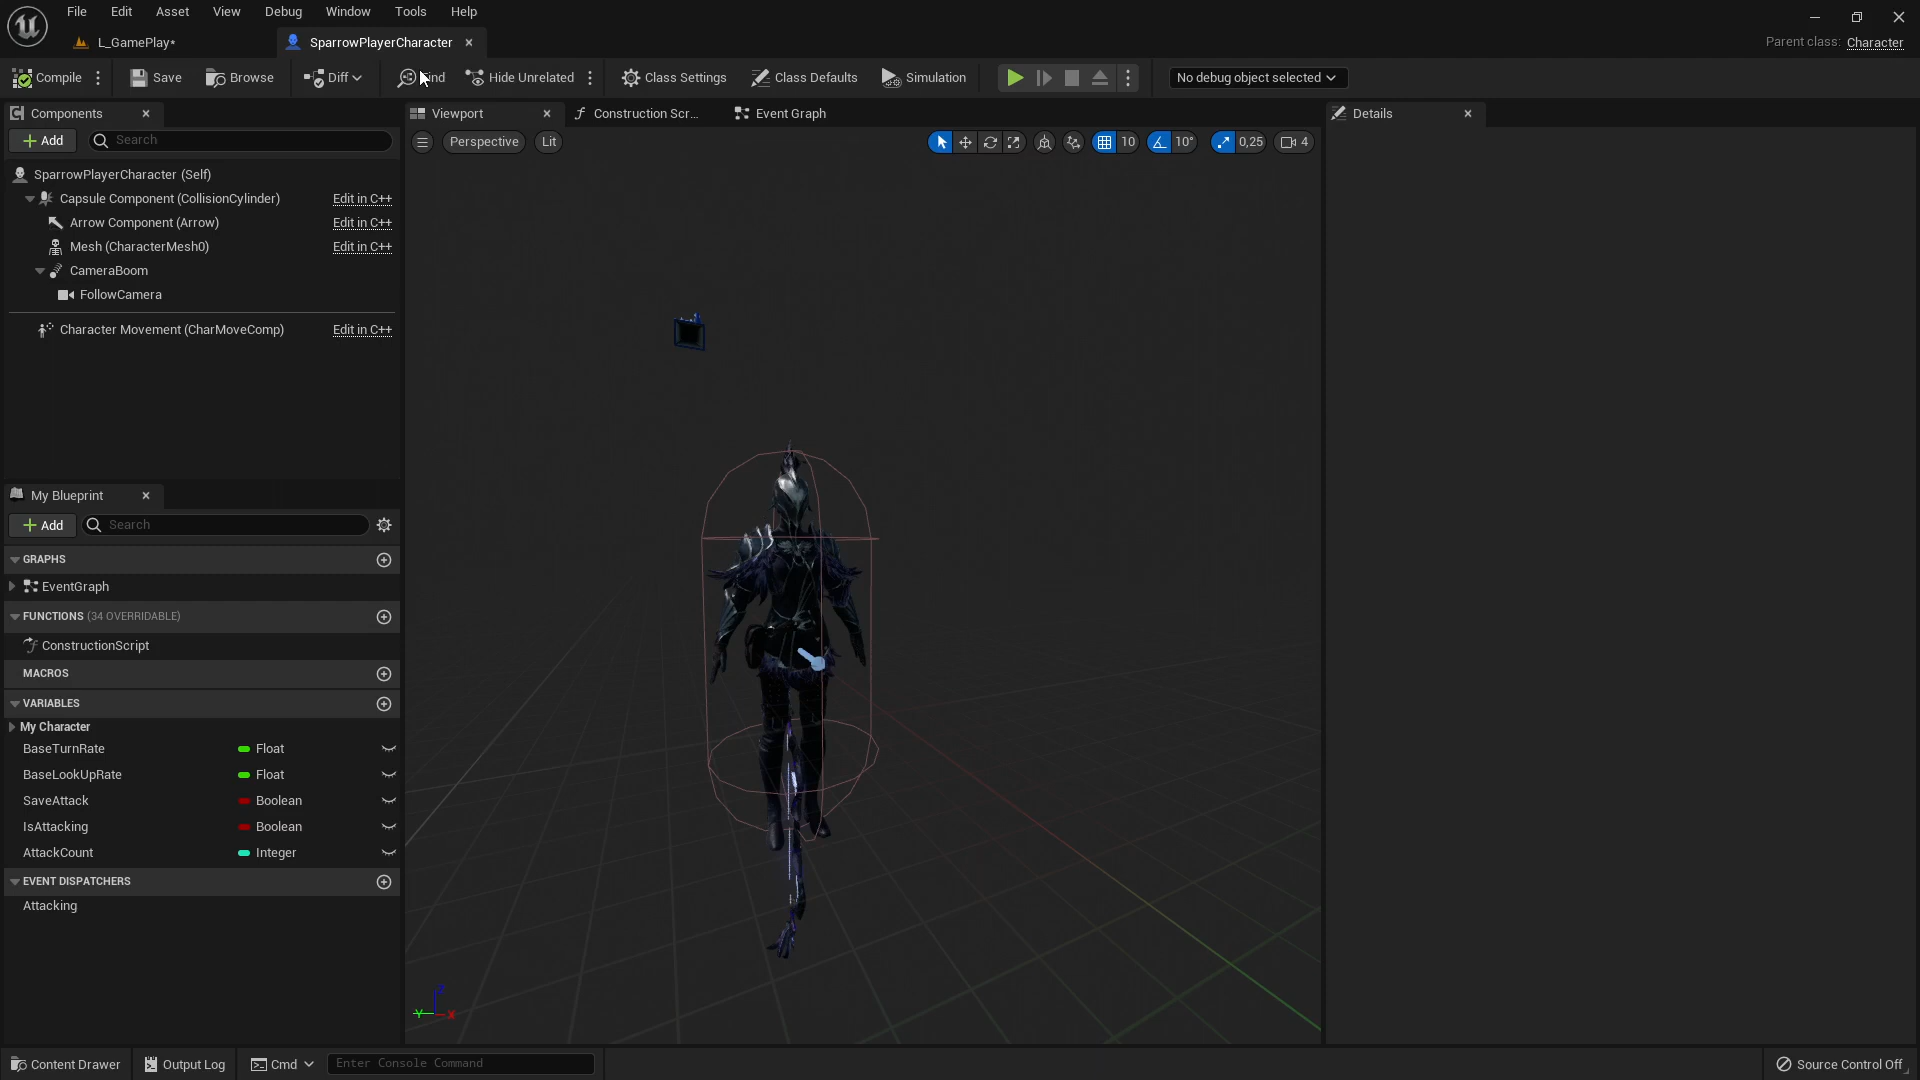 File Edit Asset View Debug Window Tools Help
L_GamePlay*
SparrowPlayerCharacter
Parent class: Character
Compile
Save
Browse
Diff
Hide Unrelated
Class Settings
Class Defaults
Simulation
No debug object selected
Components
Viewport
Construction Scr...
Event Graph
Details
Add
Search
Perspective
Lit
10
10°
0,25
4
SparrowPlayerCharacter (Self)
Capsule Component (CollisionCylinder) Edit in C++
Arrow Component (Arrow) Edit in C++
Mesh (CharacterMesh0) Edit in C++
CameraBoom
FollowCamera
Character Movement (CharMoveComp) Edit in C++
My Blueprint
Add
Search
GRAPHS
EventGraph
FUNCTIONS (34 OVERRIDABLE)
ConstructionScript
MACROS
VARIABLES
My Character
BaseTurnRate Float
BaseLookUpRate Float
SaveAttack Boolean
IsAttacking Boolean
AttackCount Integer
EVENT DISPATCHERS
Attacking
Z
Y
X
Content Drawer
Output Log
Cmd
Enter Console Command
Source Control Off